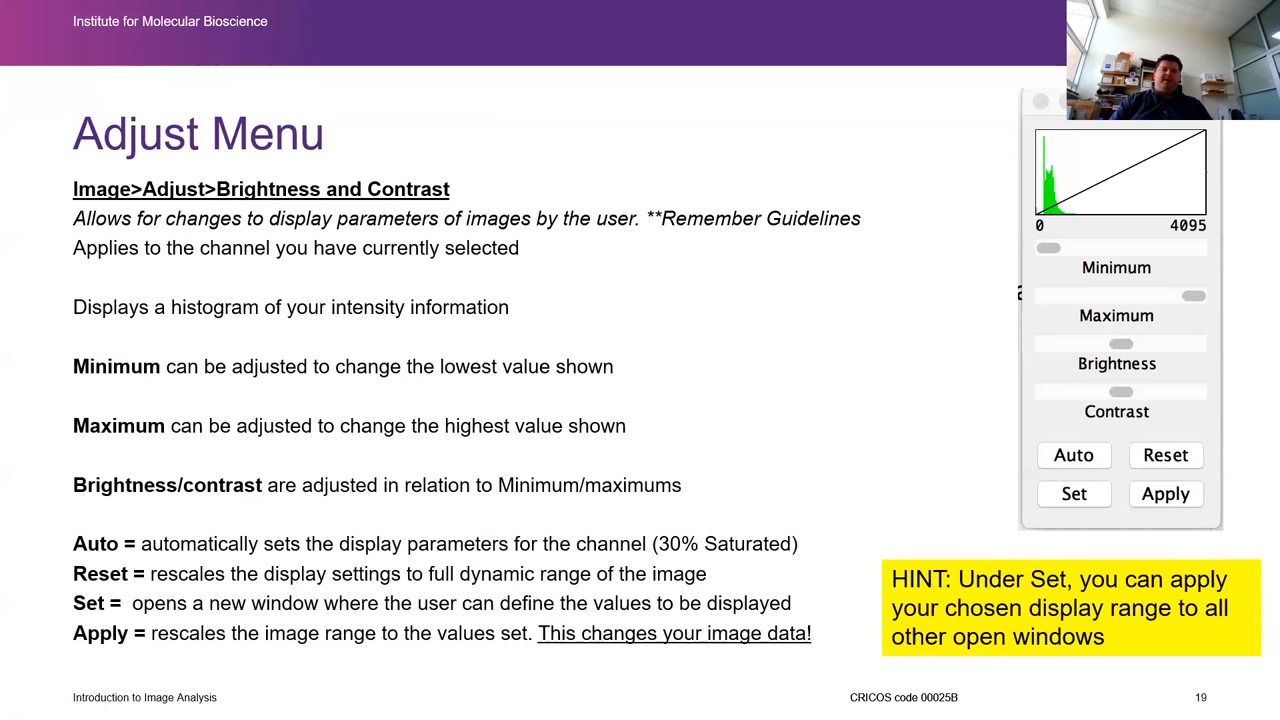 Institute for Molecular Bioscience
Adjust Menu
Image>Adjust>Brightness and Contrast
Allows for changes to display parameters of images by the user. **Remember Guidelines
Applies to the channel you have currently selected
Displays a histogram of your intensity information
Minimum can be adjusted to change the lowest value shown
Maximum can be adjusted to change the highest value shown
Brightness/contrast are adjusted in relation to Minimum/maximums
Auto = automatically sets the display parameters for the channel (30% Saturated)
Reset = rescales the display settings to full dynamic range of the image
Set =  opens a new window where the user can define the values to be displayed
Apply = rescales the image range to the values set. This changes your image data!
0 4095
Minimum
Maximum
Brightness
Contrast
Auto Reset
Set Apply
HINT: Under Set, you can apply
your chosen display range to all
other open windows
Introduction to Image Analysis
CRICOS code 00025B
19